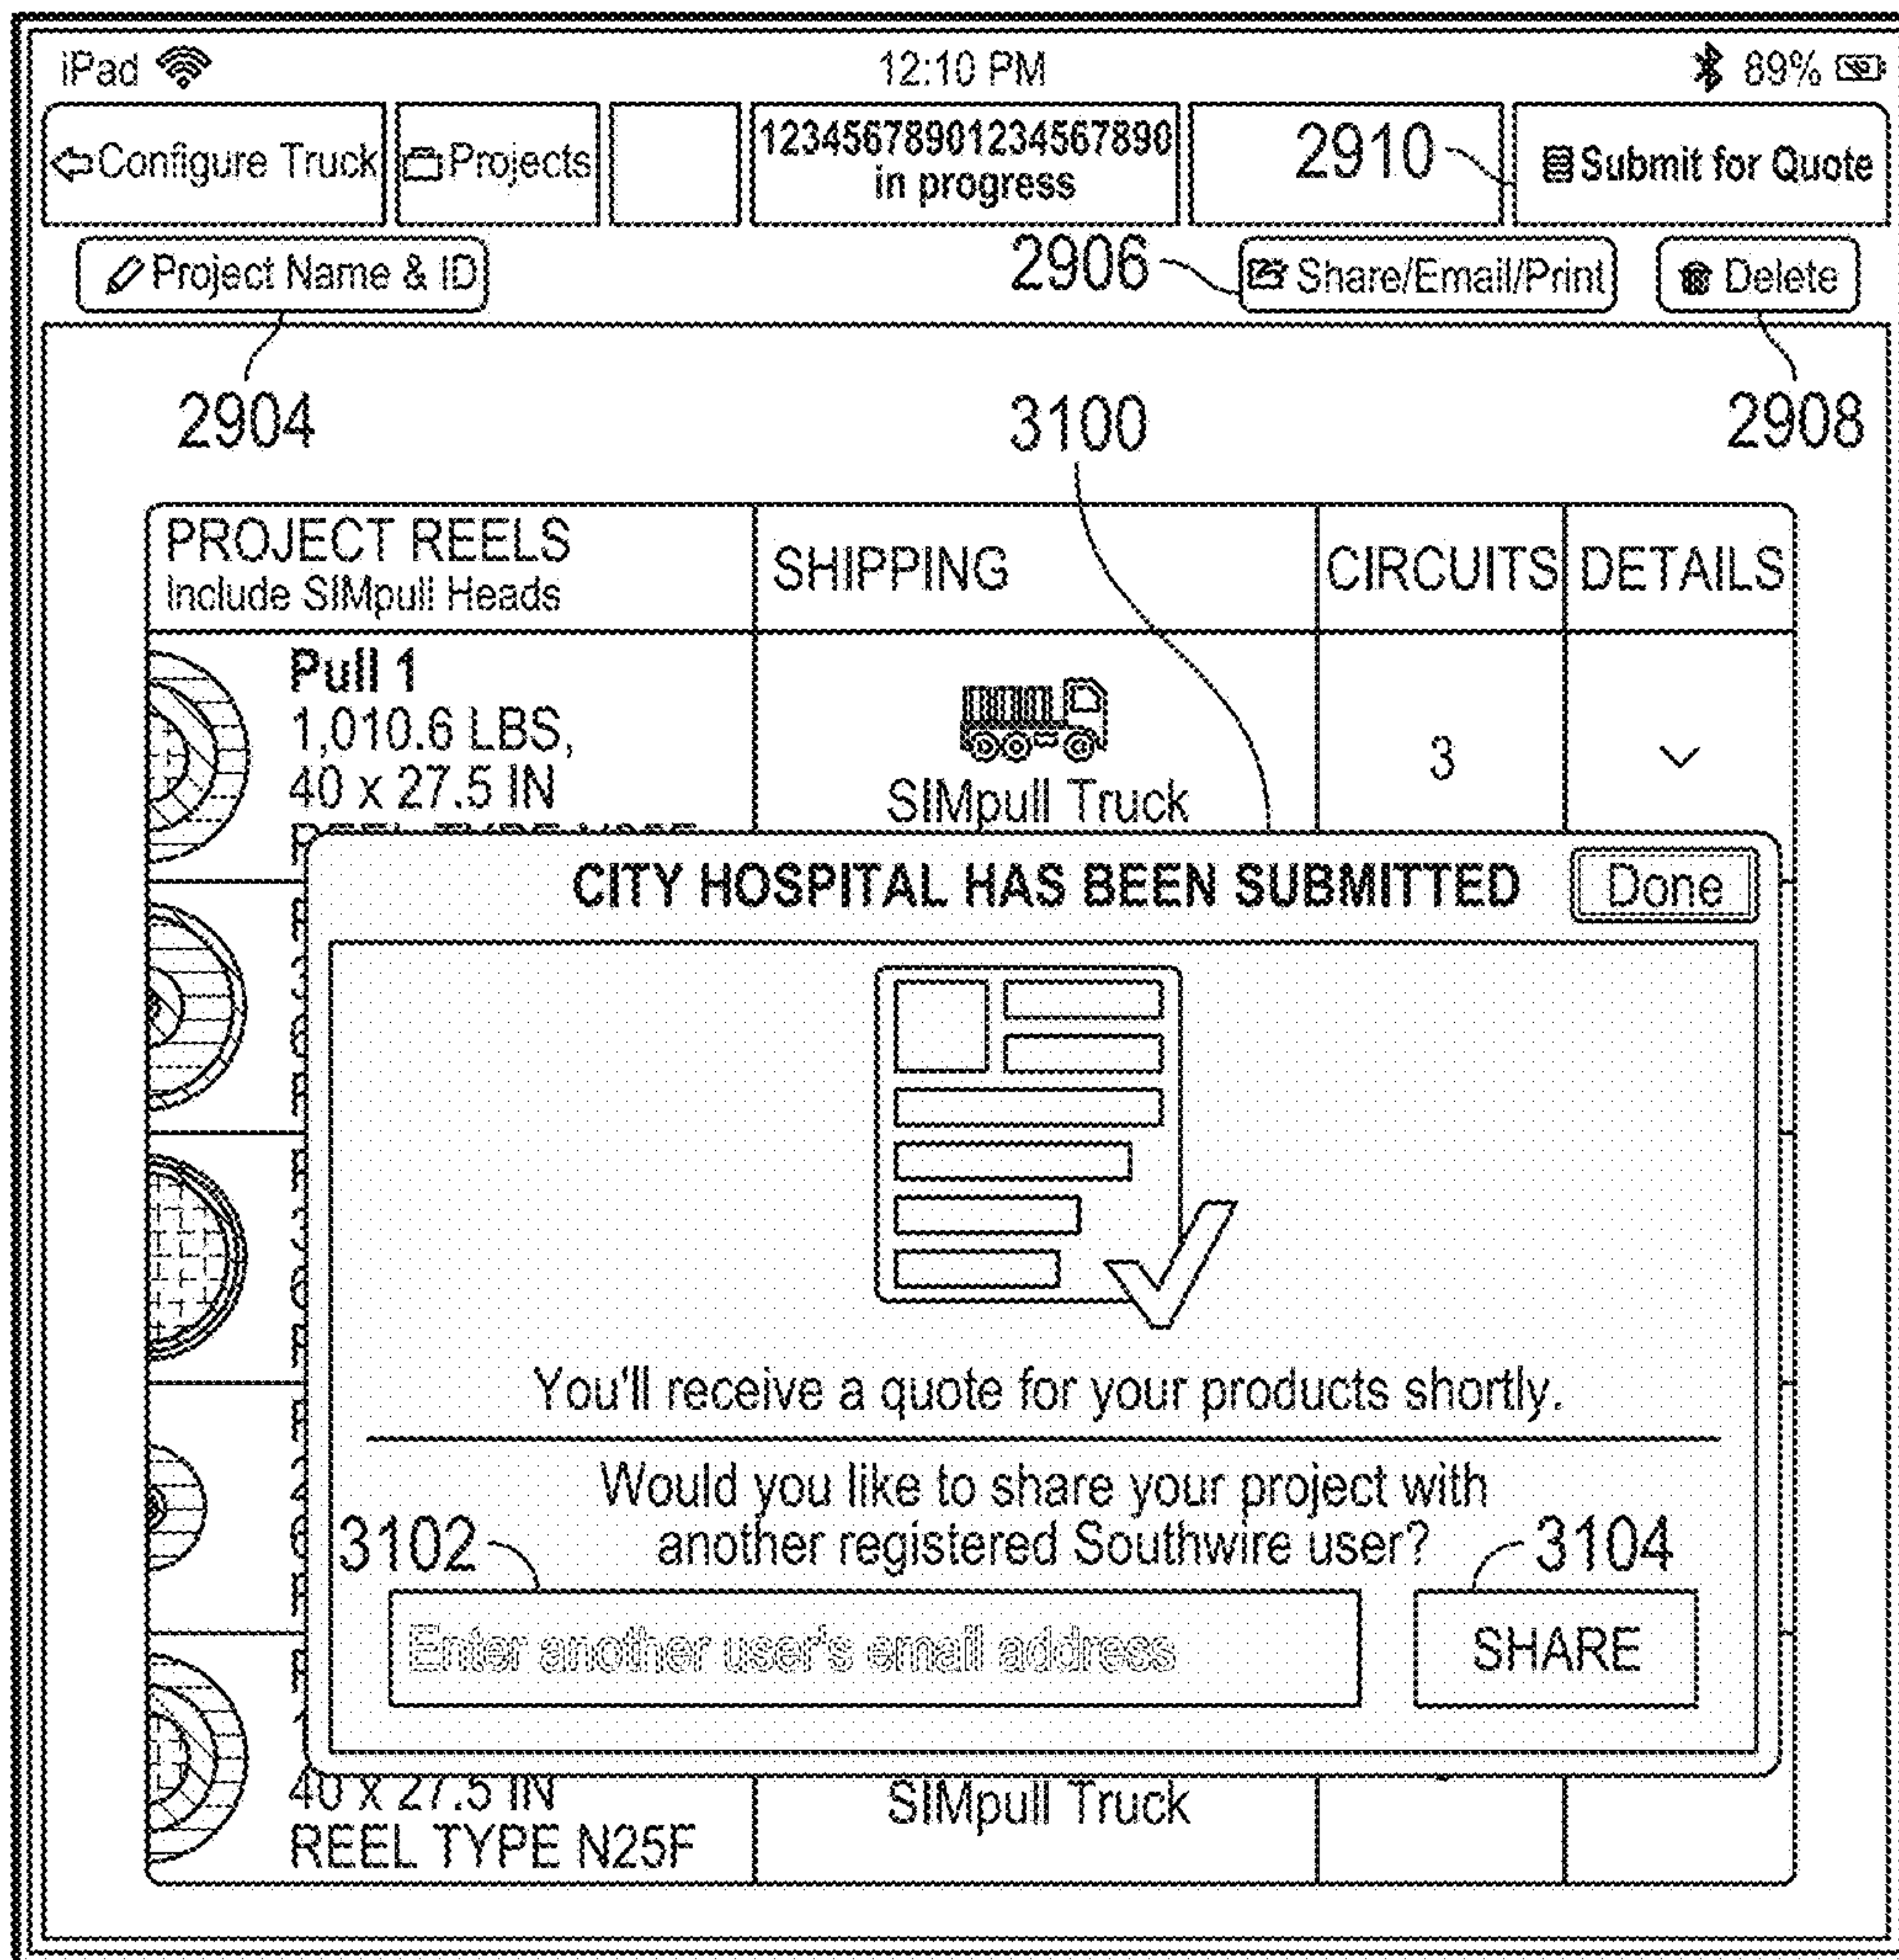 iPad 12:10 PM 89%
Configure Truck Projects 12345678901234567890 2910 Submit for Quote
in progress
Project Name & ID 2906 Share/Email/Print Delete
2904 3100 2908
PROJECT REELS SHIPPING CIRCUITS DETAILS
Include SIMpull Heads
Pull 1
1,010.6 LBS,
40 x 27.5 IN
3
SIMpull Truck
CITY HOSPITAL HAS BEEN SUBMITTED Done
You'll receive a quote for your products shortly.
Would you like to share your project with
another registered Southwire user?
3102 3104
Enter another user's email address SHARE
40 x 27.5 IN SIMpull Truck
REEL TYPE N25F